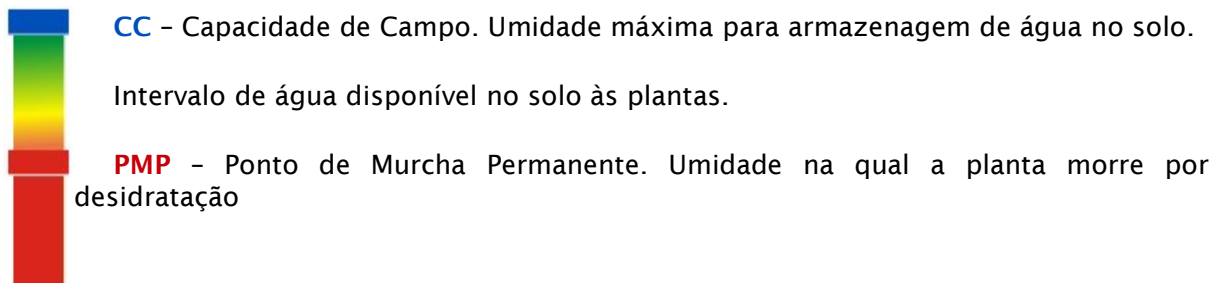 CC – Capacidade de Campo. Umidade máxima para armazenagem de água no solo.
Intervalo de água disponível no solo às plantas.
PMP – Ponto de Murcha Permanente. Umidade na qual a planta morre por
desidratação